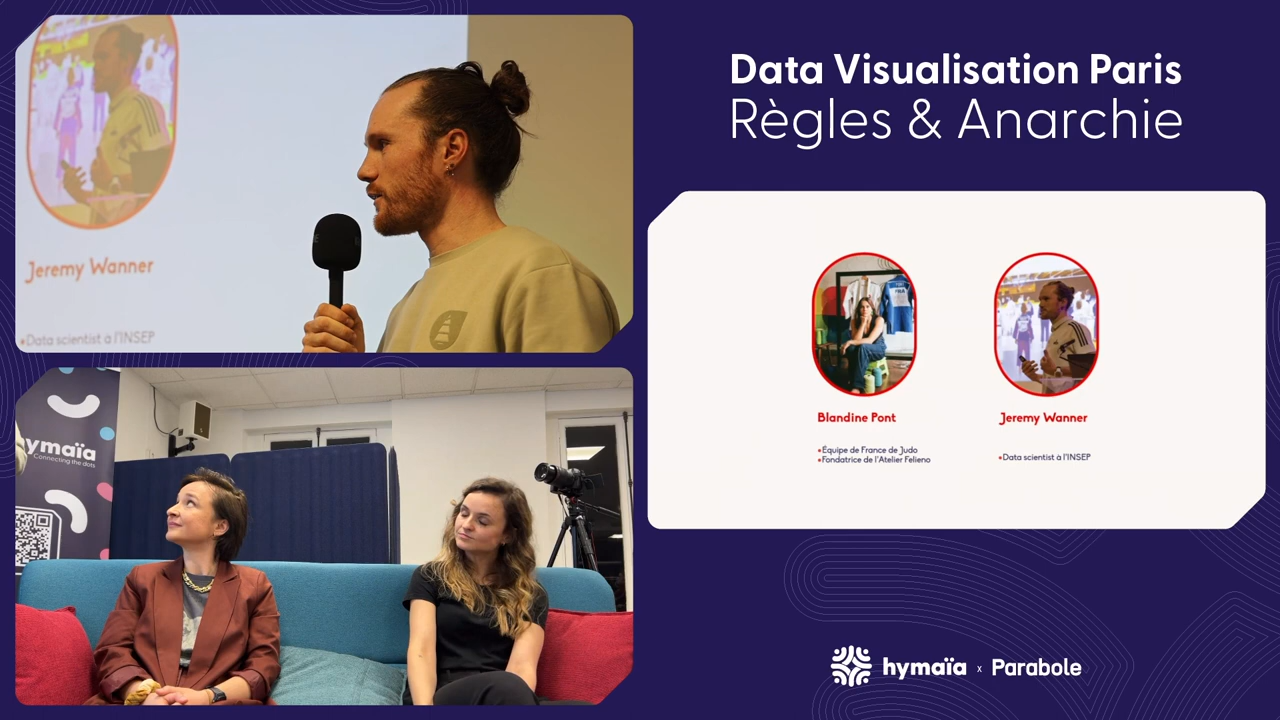 Jeremy Wanner
•Data scientist à l'INSEP
hymaïa
Connecting the dots
Data Visualisation Paris
Règles & Anarchie
Blandine Pont
•Equipe de France de Judo
•Fondatrice de l'Atelier Felieno
Jeremy Wanner
•Data scientist à l'INSEP
hymaïa x Parabole